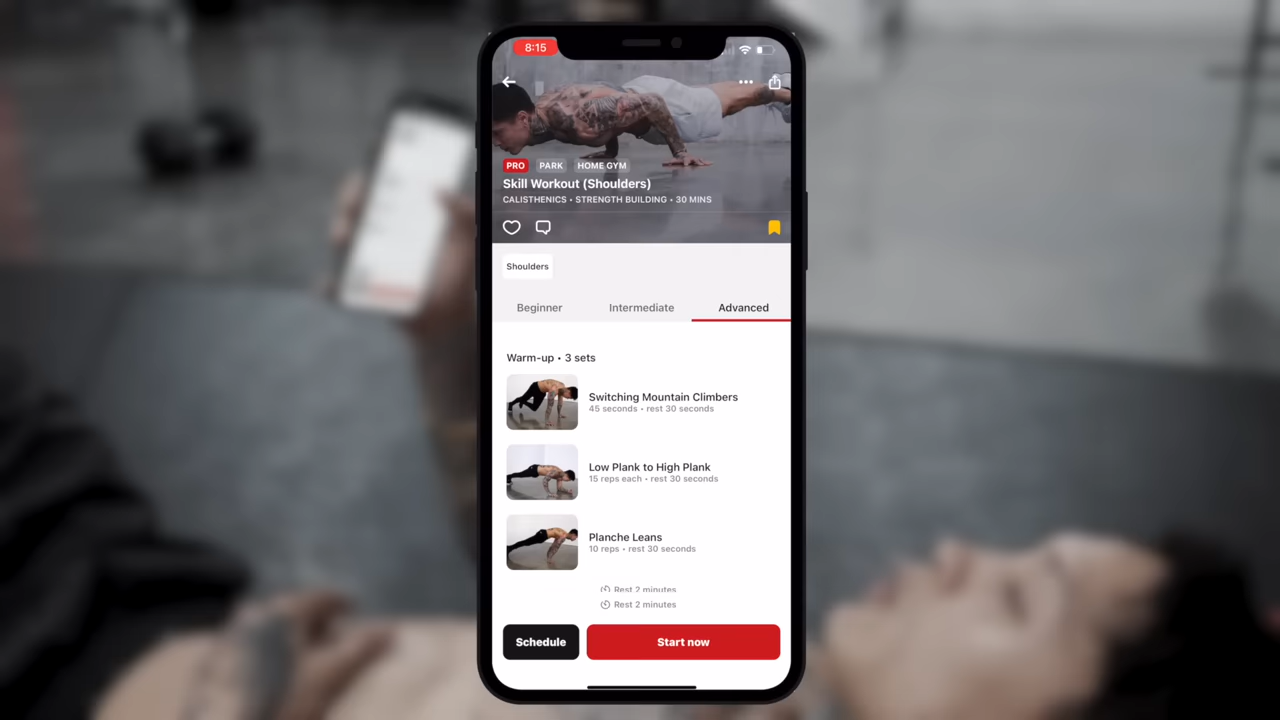 8:15
PRO PARK HOME GYM
Skill Workout (Shoulders)
CALISTHENICS • STRENGTH BUILDING • 30 MINS
Shoulders
Beginner Intermediate Advanced
Warm-up • 3 sets
Switching Mountain Climbers
45 seconds • rest 30 seconds
Low Plank to High Plank
15 reps each • rest 30 seconds
Planche Leans
10 reps • rest 30 seconds
Rest 2 minutes
Rest 2 minutes
Schedule Start now